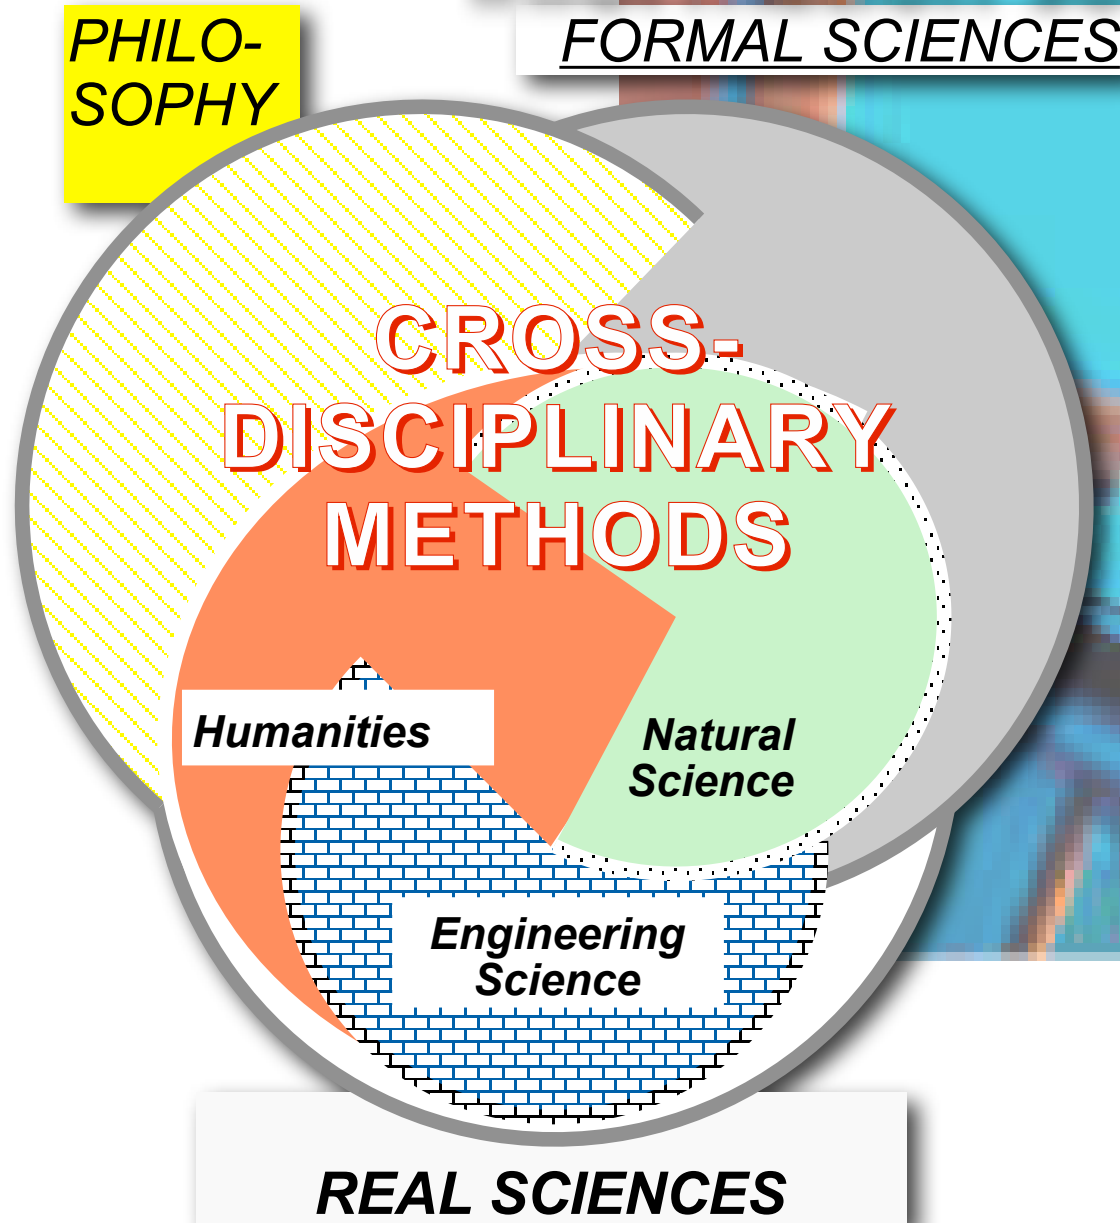 PHILO-
SOPHY
FORMAL SCIENCES
CROSS-
DISCIPLINARY
METHODS
Humanities
Natural
Science
Engineering
Science
REAL SCIENCES